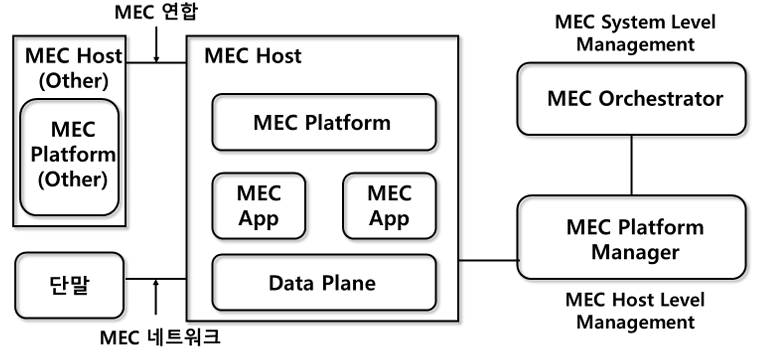 MEC 연합
MEC Host
(Other)
MEC
Platform
(Other)
단말
MEC 네트워크
MEC Host
MEC Platform
MEC
App
MEC
App
Data Plane
MEC System Level
Management
MEC Orchestrator
MEC Platform
Manager
MEC Host Level
Management